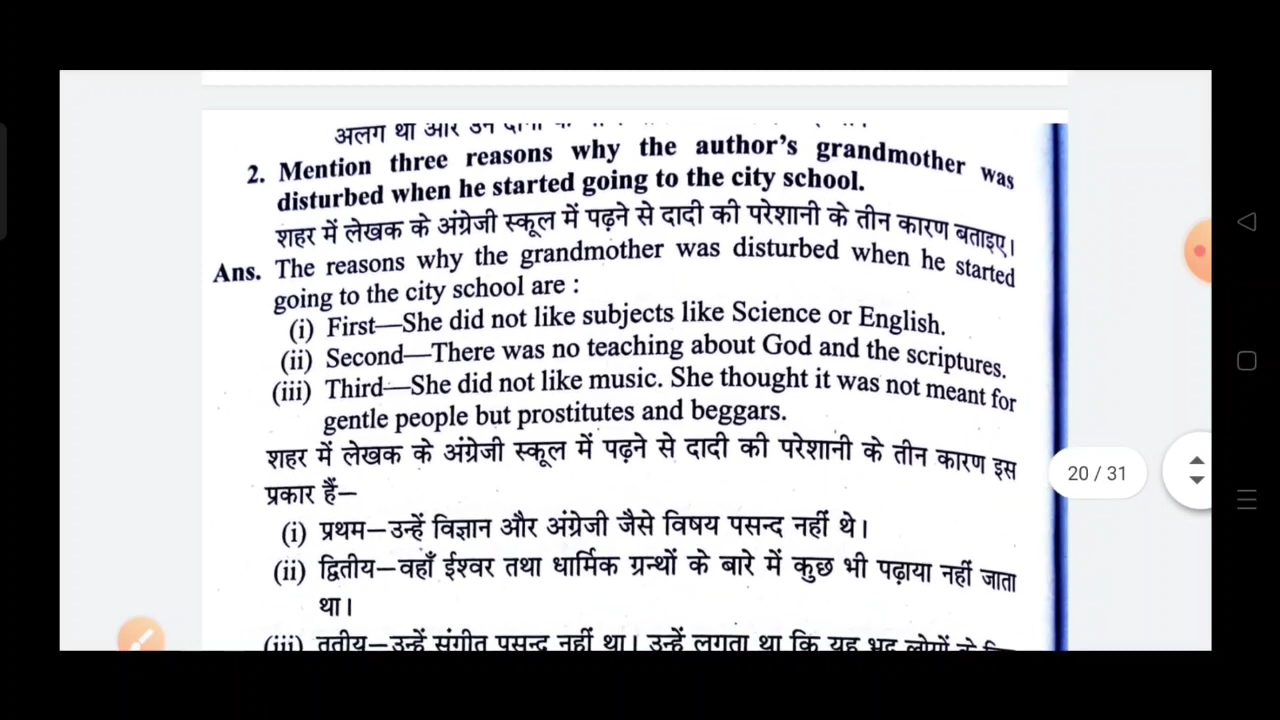 अलग था और उन
2. Mention three reasons why the author's grandmother was
disturbed when he started going to the city school.
शहर में लेखक के अंग्रेजी स्कूल में पढ़ने से दादी की परेशानी के तीन कारण बताइए।
Ans. The reasons why the grandmother was disturbed when he started
going to the city school are :
(i) First—She did not like subjects like Science or English.
(ii) Second—There was no teaching about God and the scriptures.
(iii) Third—She did not like music. She thought it was not meant for
gentle people but prostitutes and beggars.
शहर में लेखक के अंग्रेजी स्कूल में पढ़ने से दादी की परेशानी के तीन कारण इस
प्रकार हैं—
(i) प्रथम—उन्हें विज्ञान और अंग्रेजी जैसे विषय पसन्द नहीं थे।
20 / 31
(ii) द्वितीय—वहाँ ईश्वर तथा धार्मिक ग्रन्थों के बारे में कुछ भी पढ़ाया नहीं जाता
था।
(iii) तृतीय—उन्हें संगीत पसन्द नहीं था। उन्हें लगता था कि यह भद्र लोगों